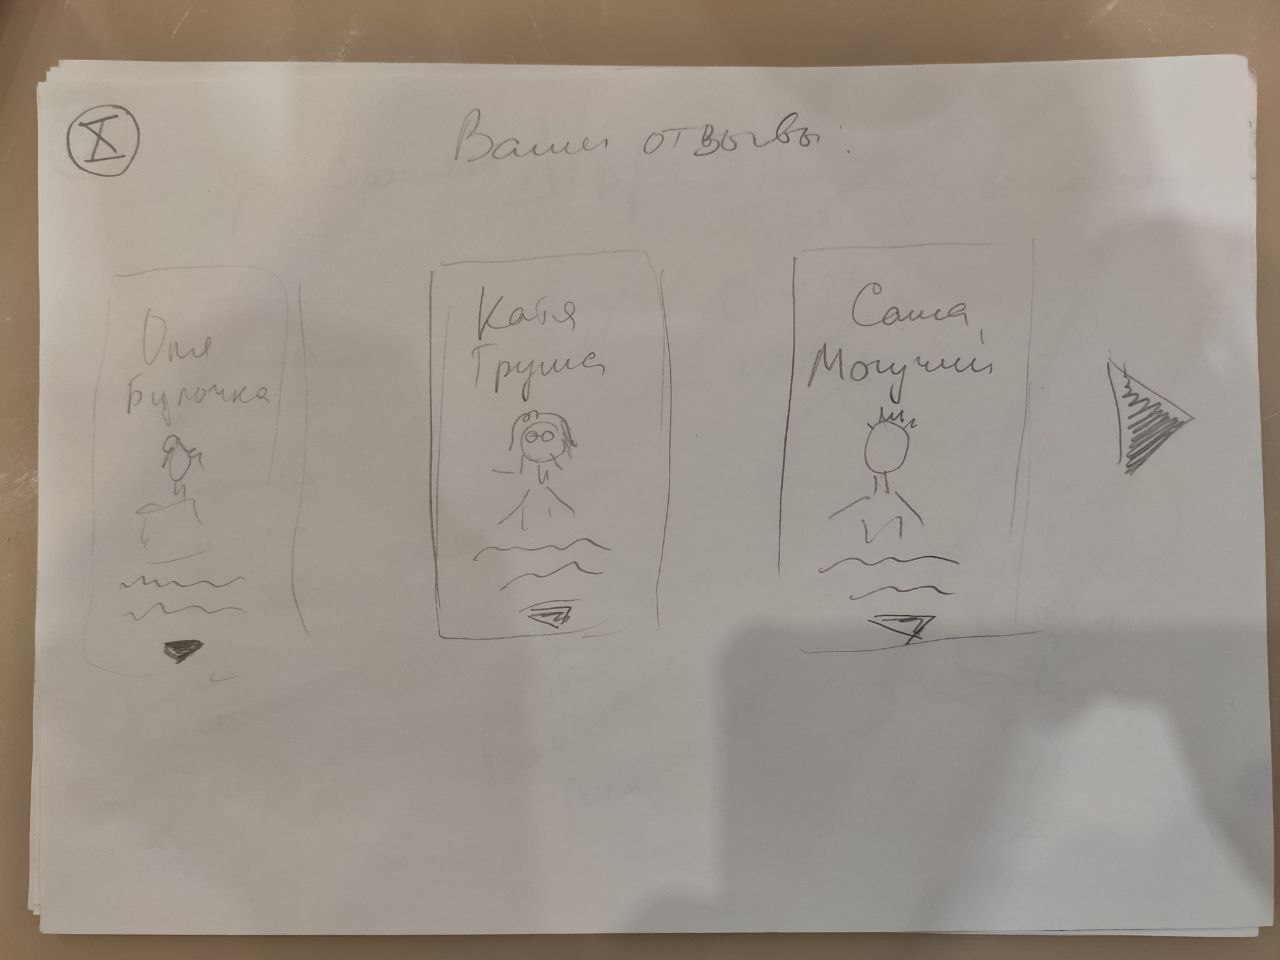 X
Ваши отзывы:
Оля
Булочка
Катя
Груша
Саша
Могучий